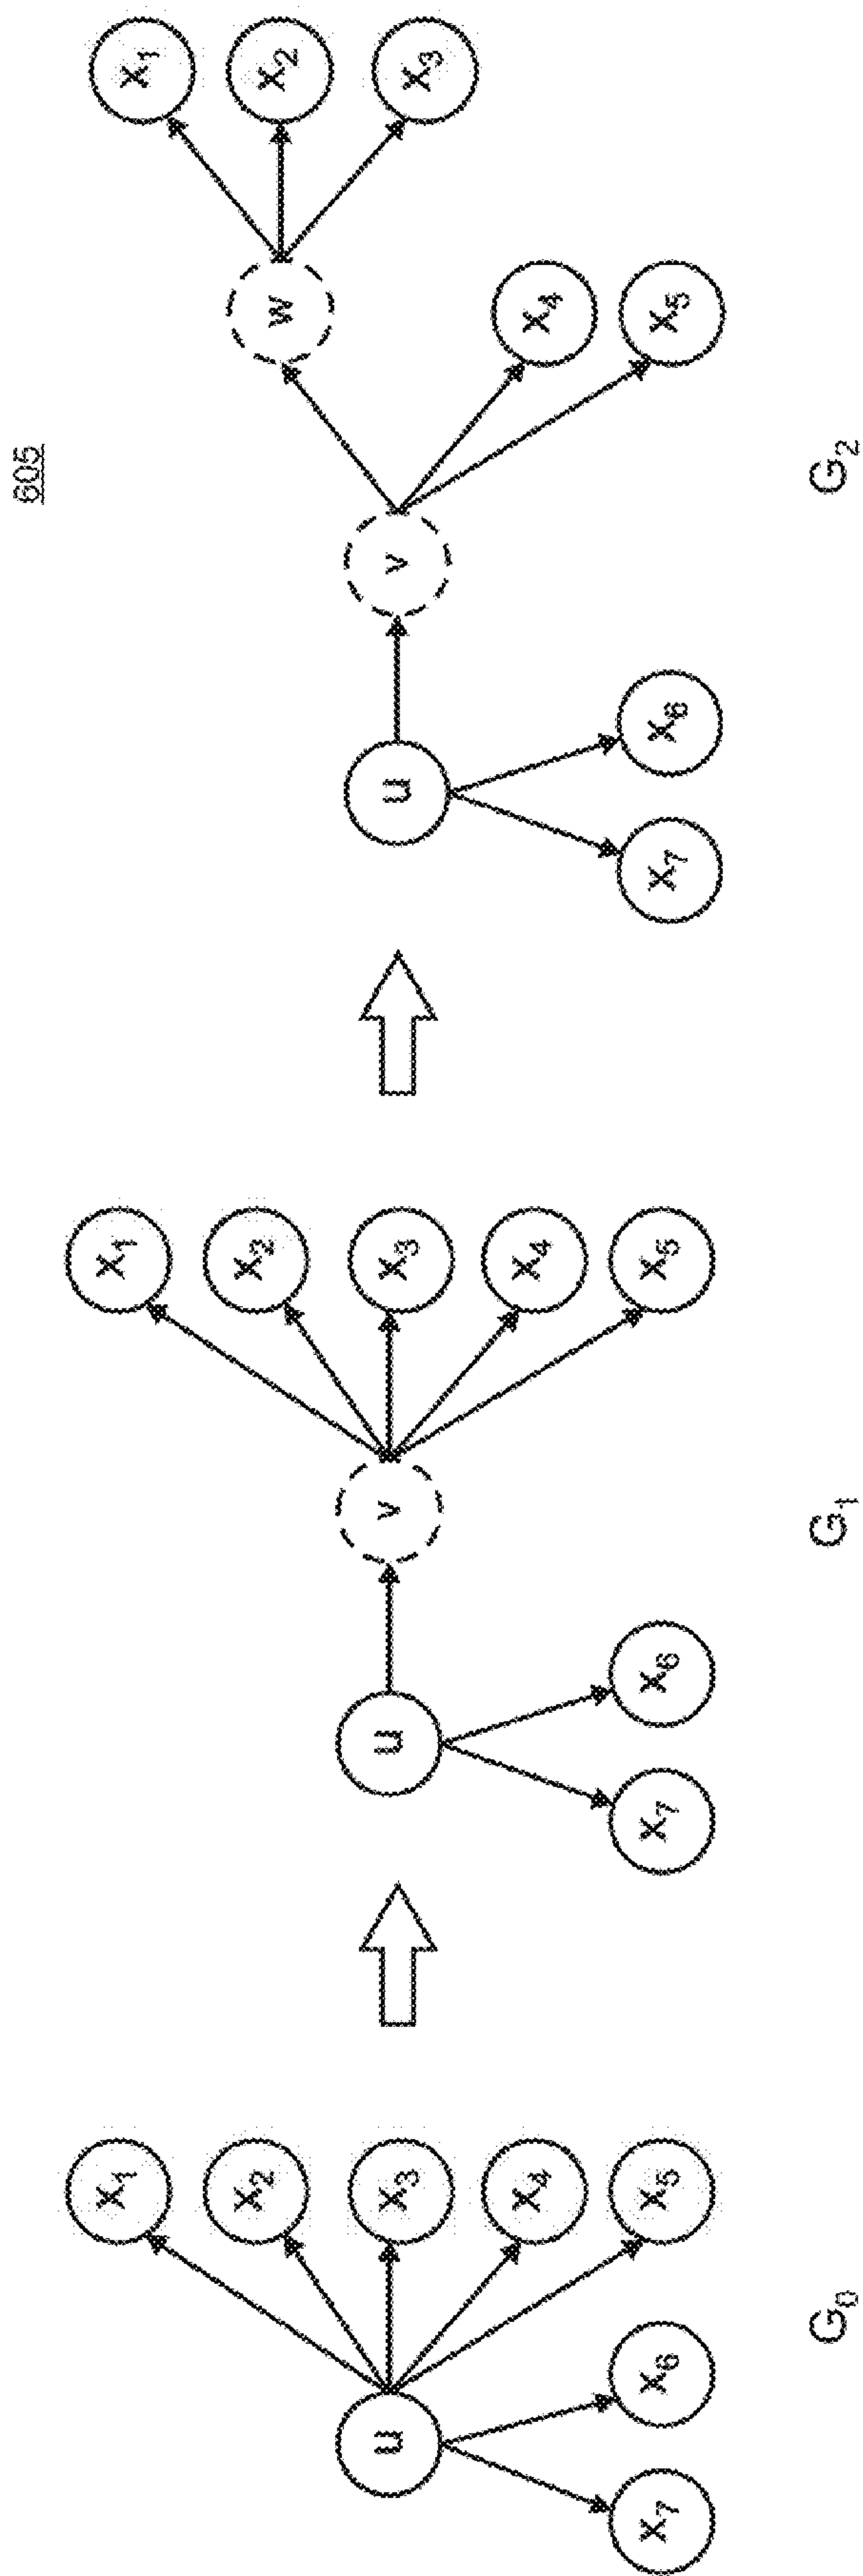 605
X₁
X₂
X₃
X₄
X₅
u
X₆
X₇
G₀
X₁
X₂
X₃
X₄
X₅
v
u
X₆
X₇
G₁
X₁
X₂
X₃
w
X₄
X₅
v
u
X₆
X₇
G₂